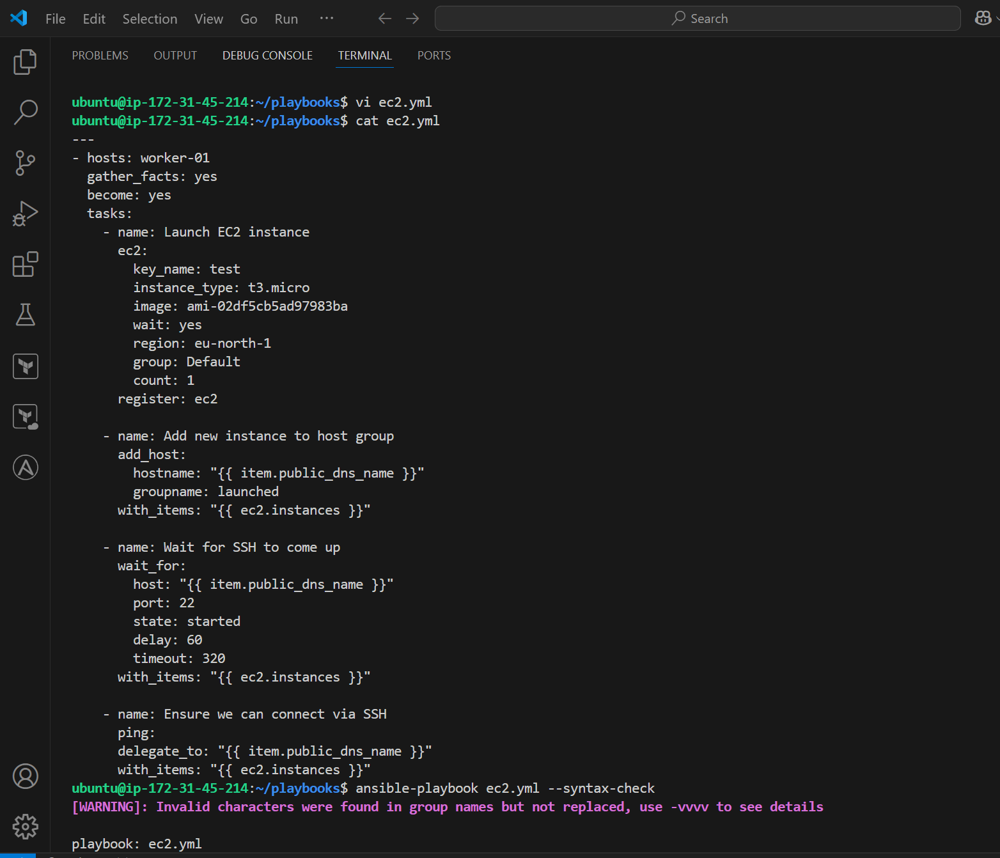 File Edit Selection View Go Run ··· Search
PROBLEMS OUTPUT DEBUG CONSOLE TERMINAL PORTS
ubuntu@ip-172-31-45-214:~/playbooks$ vi ec2.yml
ubuntu@ip-172-31-45-214:~/playbooks$ cat ec2.yml
---
- hosts: worker-01
  gather_facts: yes
  become: yes
  tasks:
    - name: Launch EC2 instance
      ec2:
        key_name: test
        instance_type: t3.micro
        image: ami-02df5cb5ad97983ba
        wait: yes
        region: eu-north-1
        group: Default
        count: 1
      register: ec2

    - name: Add new instance to host group
      add_host:
        hostname: "{{ item.public_dns_name }}"
        groupname: launched
      with_items: "{{ ec2.instances }}"

    - name: Wait for SSH to come up
      wait_for:
        host: "{{ item.public_dns_name }}"
        port: 22
        state: started
        delay: 60
        timeout: 320
      with_items: "{{ ec2.instances }}"

    - name: Ensure we can connect via SSH
      ping:
      delegate_to: "{{ item.public_dns_name }}"
      with_items: "{{ ec2.instances }}"
ubuntu@ip-172-31-45-214:~/playbooks$ ansible-playbook ec2.yml --syntax-check
[WARNING]: Invalid characters were found in group names but not replaced, use -vvvv to see details

playbook: ec2.yml